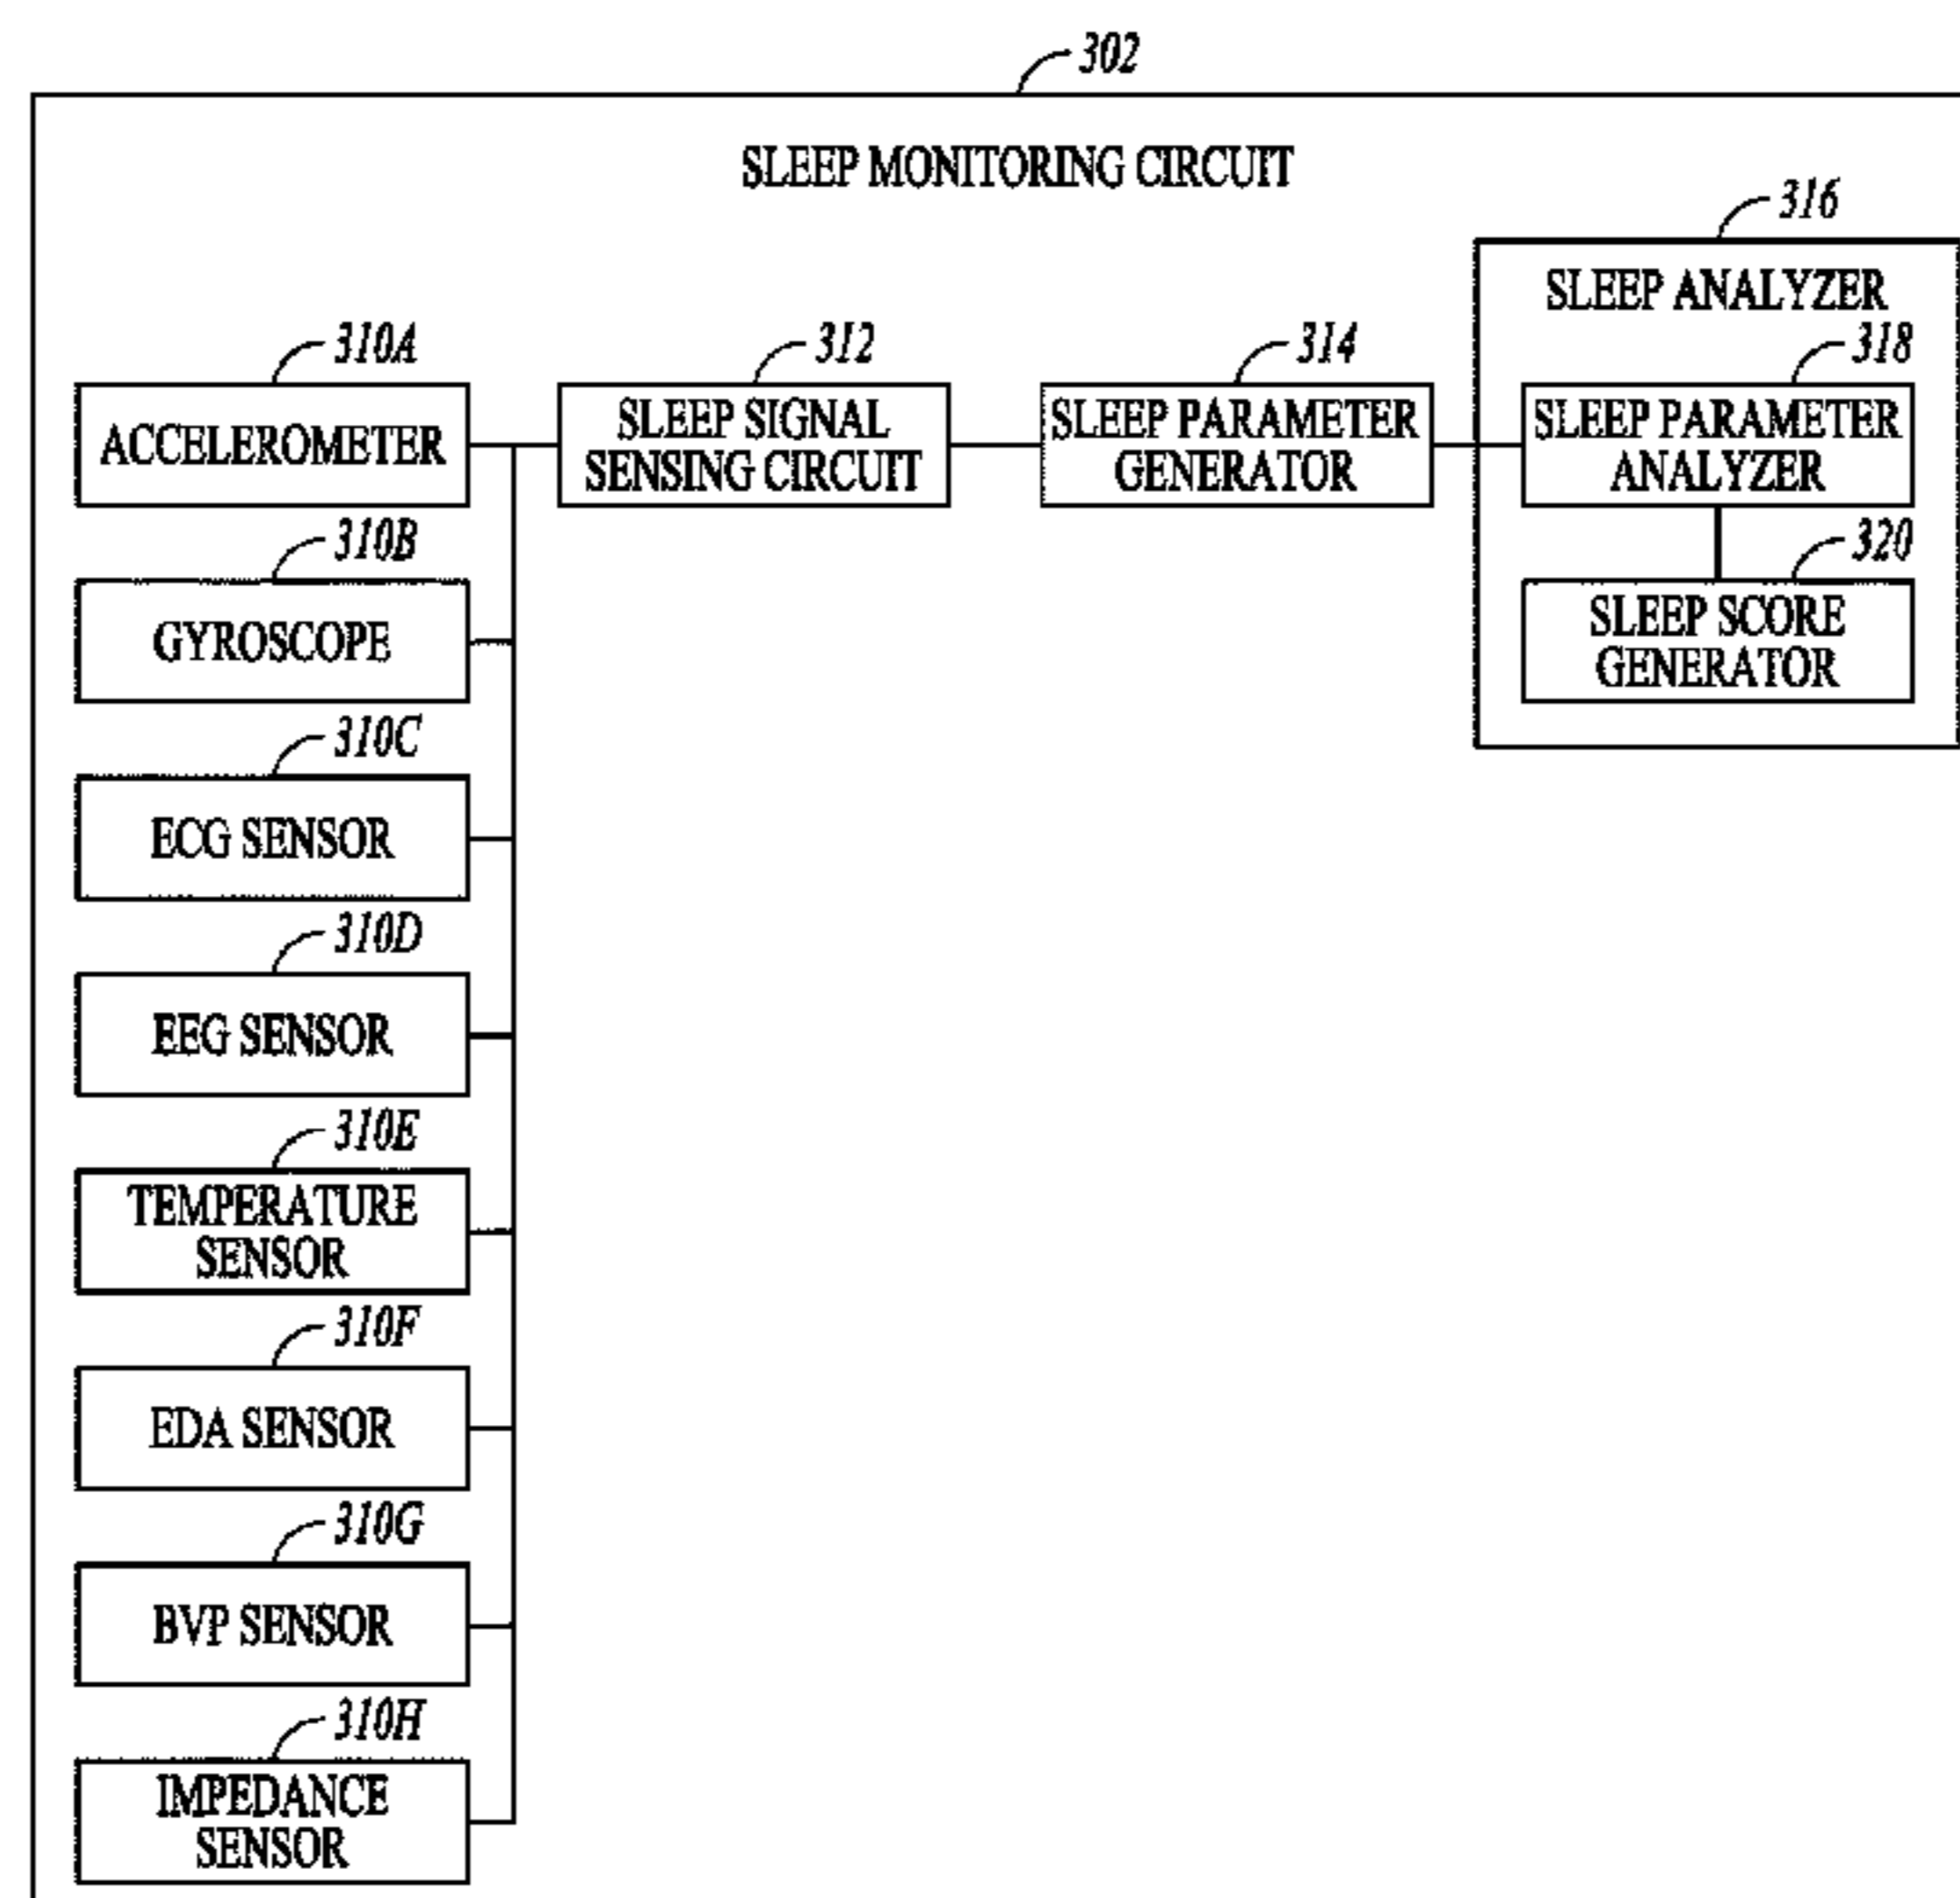 302
SLEEP MONITORING CIRCUIT
316
SLEEP ANALYZER
310A
ACCELEROMETER
312
SLEEP SIGNAL
SENSING CIRCUIT
314
SLEEP PARAMETER
GENERATOR
318
SLEEP PARAMETER
ANALYZER
320
SLEEP SCORE
GENERATOR
310B
GYROSCOPE
310C
ECG SENSOR
310D
EEG SENSOR
310E
TEMPERATURE
SENSOR
310F
EDA SENSOR
310G
BVP SENSOR
310H
IMPEDANCE
SENSOR